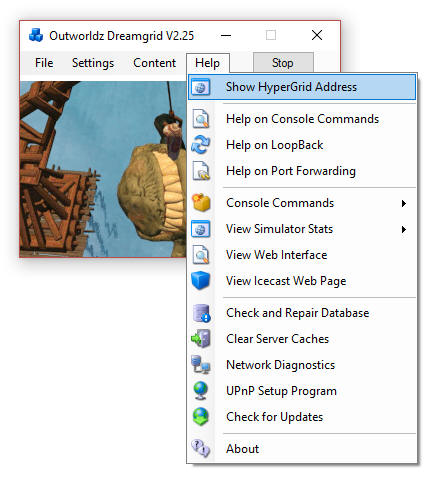 Outworldz Dreamgrid V2.25
File Settings Content Help Stop
Show HyperGrid Address
Help on Console Commands
Help on LoopBack
Help on Port Forwarding
Console Commands
View Simulator Stats
View Web Interface
View Icecast Web Page
Check and Repair Database
Clear Server Caches
Network Diagnostics
UPnP Setup Program
Check for Updates
About